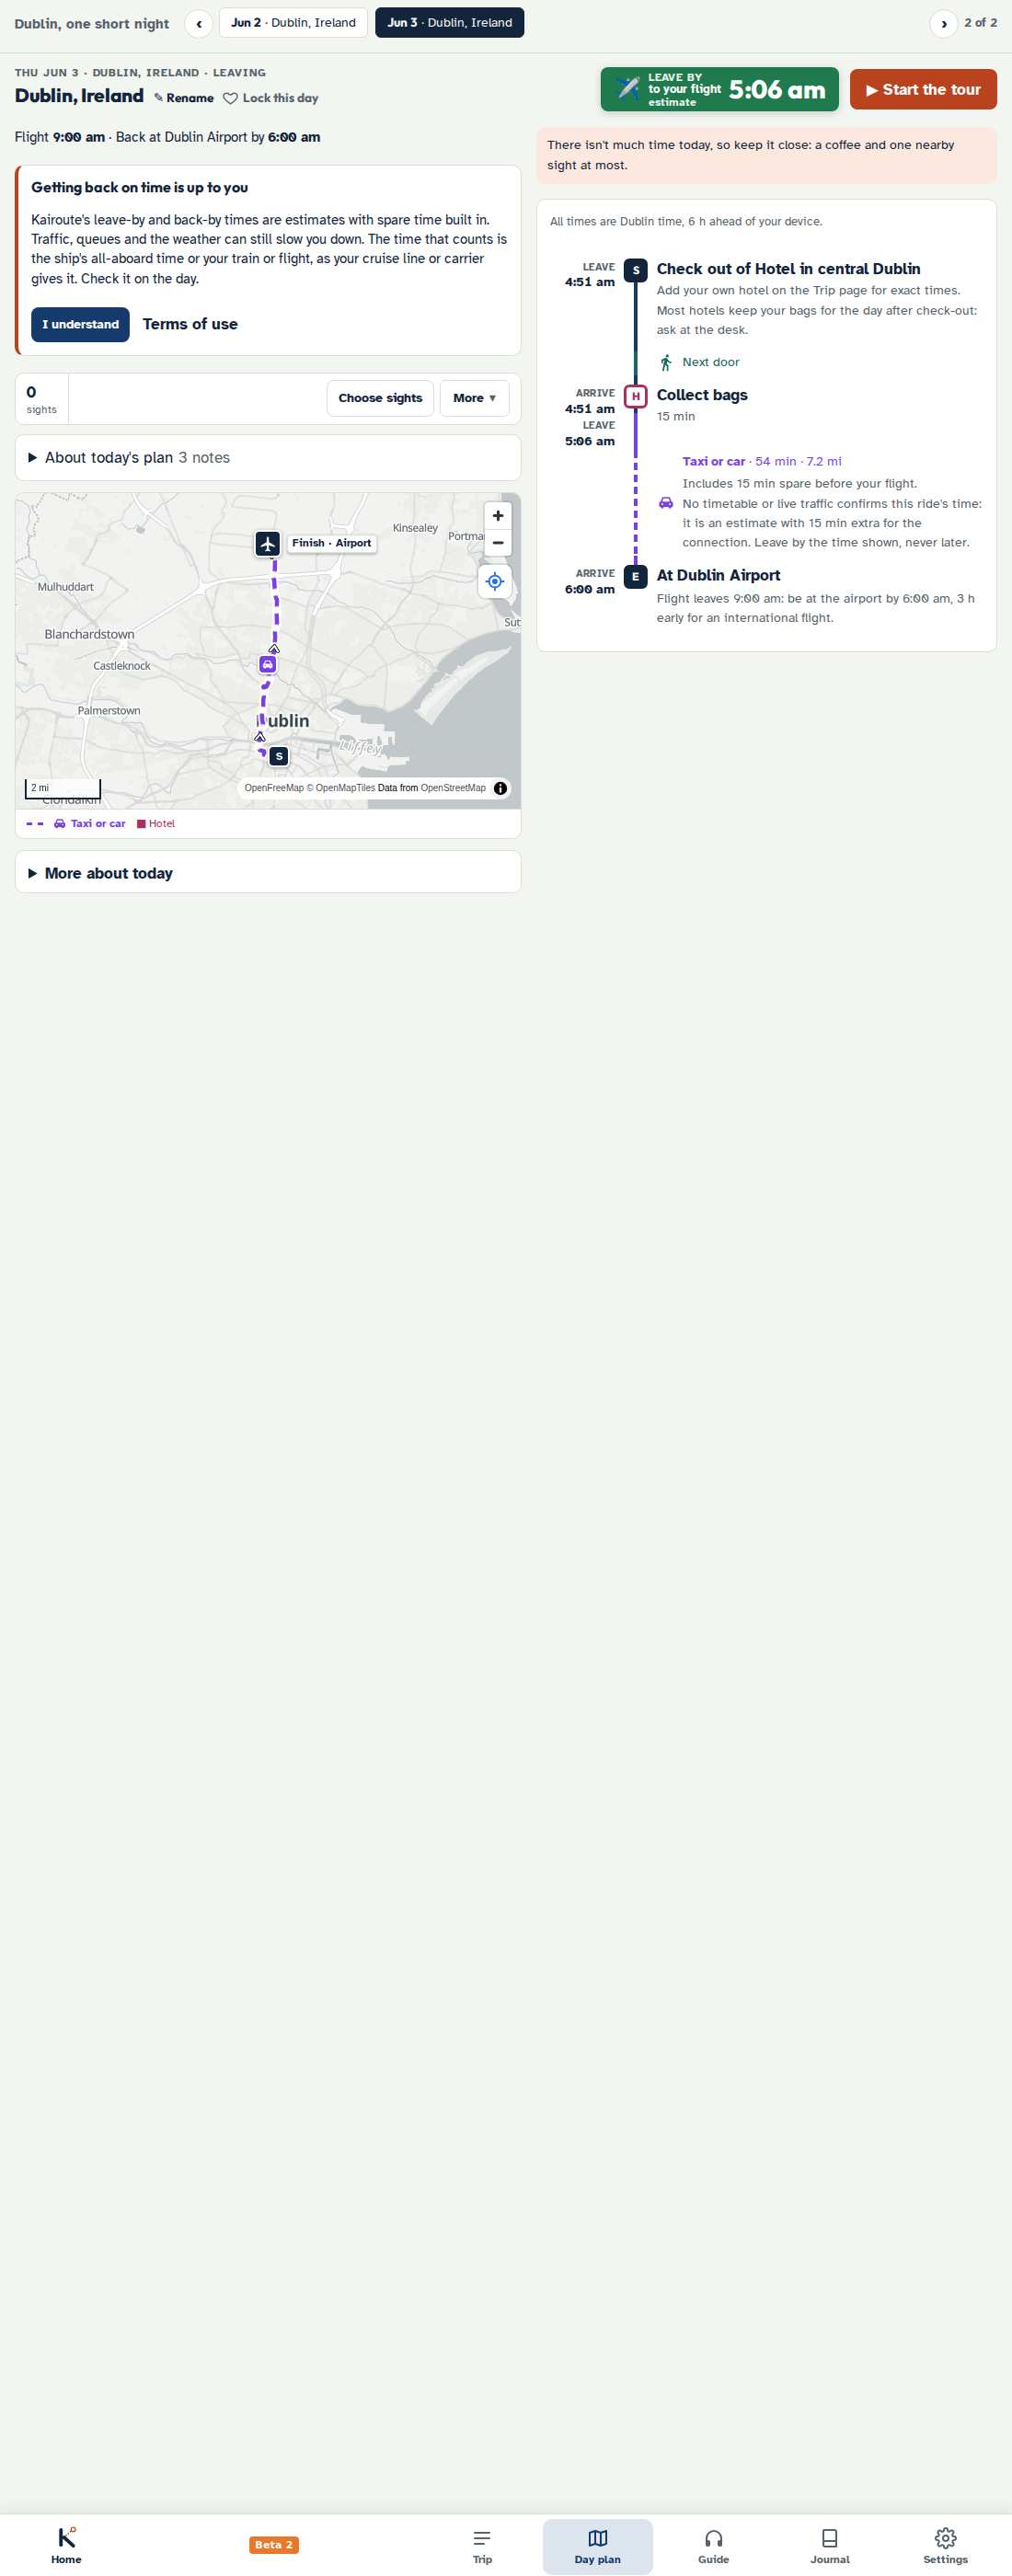 Dublin, one short night
‹
Jun 2 · Dublin, Ireland
Jun 3 · Dublin, Ireland
›
2 of 2
THU JUN 3 · DUBLIN, IRELAND · LEAVING
Dublin, Ireland
✎ Rename
Lock this day
LEAVE BY
to your flight
estimate
5:06 am
▶ Start the tour
Flight 9:00 am · Back at Dublin Airport by 6:00 am
Getting back on time is up to you
Kairoute's leave-by and back-by times are estimates with spare time built in.
Traffic, queues and the weather can still slow you down. The time that counts is
the ship's all-aboard time or your train or flight, as your cruise line or carrier
gives it. Check it on the day.
I understand
Terms of use
0
sights
Choose sights
More ▼
▶ About today's plan 3 notes
Kinsealey
Finish · Airport
+
−
Mulhuddart
Blanchardstown
Castleknock
Palmerstown
ublin
S
Liffey
2 mi
OpenFreeMap © OpenMapTiles Data from OpenStreetMap
Taxi or car
Hotel
▶ More about today
There isn't much time today, so keep it close: a coffee and one nearby
sight at most.
All times are Dublin time, 6 h ahead of your device.
LEAVE
4:51 am
S
Check out of Hotel in central Dublin
Add your own hotel on the Trip page for exact times.
Most hotels keep your bags for the day after check-out:
ask at the desk.
Next door
ARRIVE
4:51 am
LEAVE
5:06 am
H
Collect bags
15 min
Taxi or car · 54 min · 7.2 mi
Includes 15 min spare before your flight.
No timetable or live traffic confirms this ride's time:
it is an estimate with 15 min extra for the
connection. Leave by the time shown, never later.
ARRIVE
6:00 am
E
At Dublin Airport
Flight leaves 9:00 am: be at the airport by 6:00 am, 3 h
early for an international flight.
Home
Beta 2
Trip
Day plan
Guide
Journal
Settings